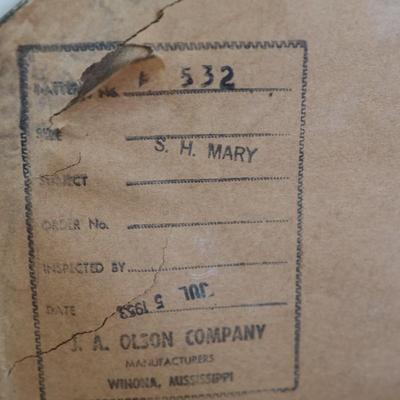 PATTERN No. F 532
SIZE
S. H. MARY
SUBJECT
ORDER No.
INSPECTED BY
DATE JUL 5 1953
J. A. OLSON COMPANY
MANUFACTURERS
WINONA, MISSISSIPPI